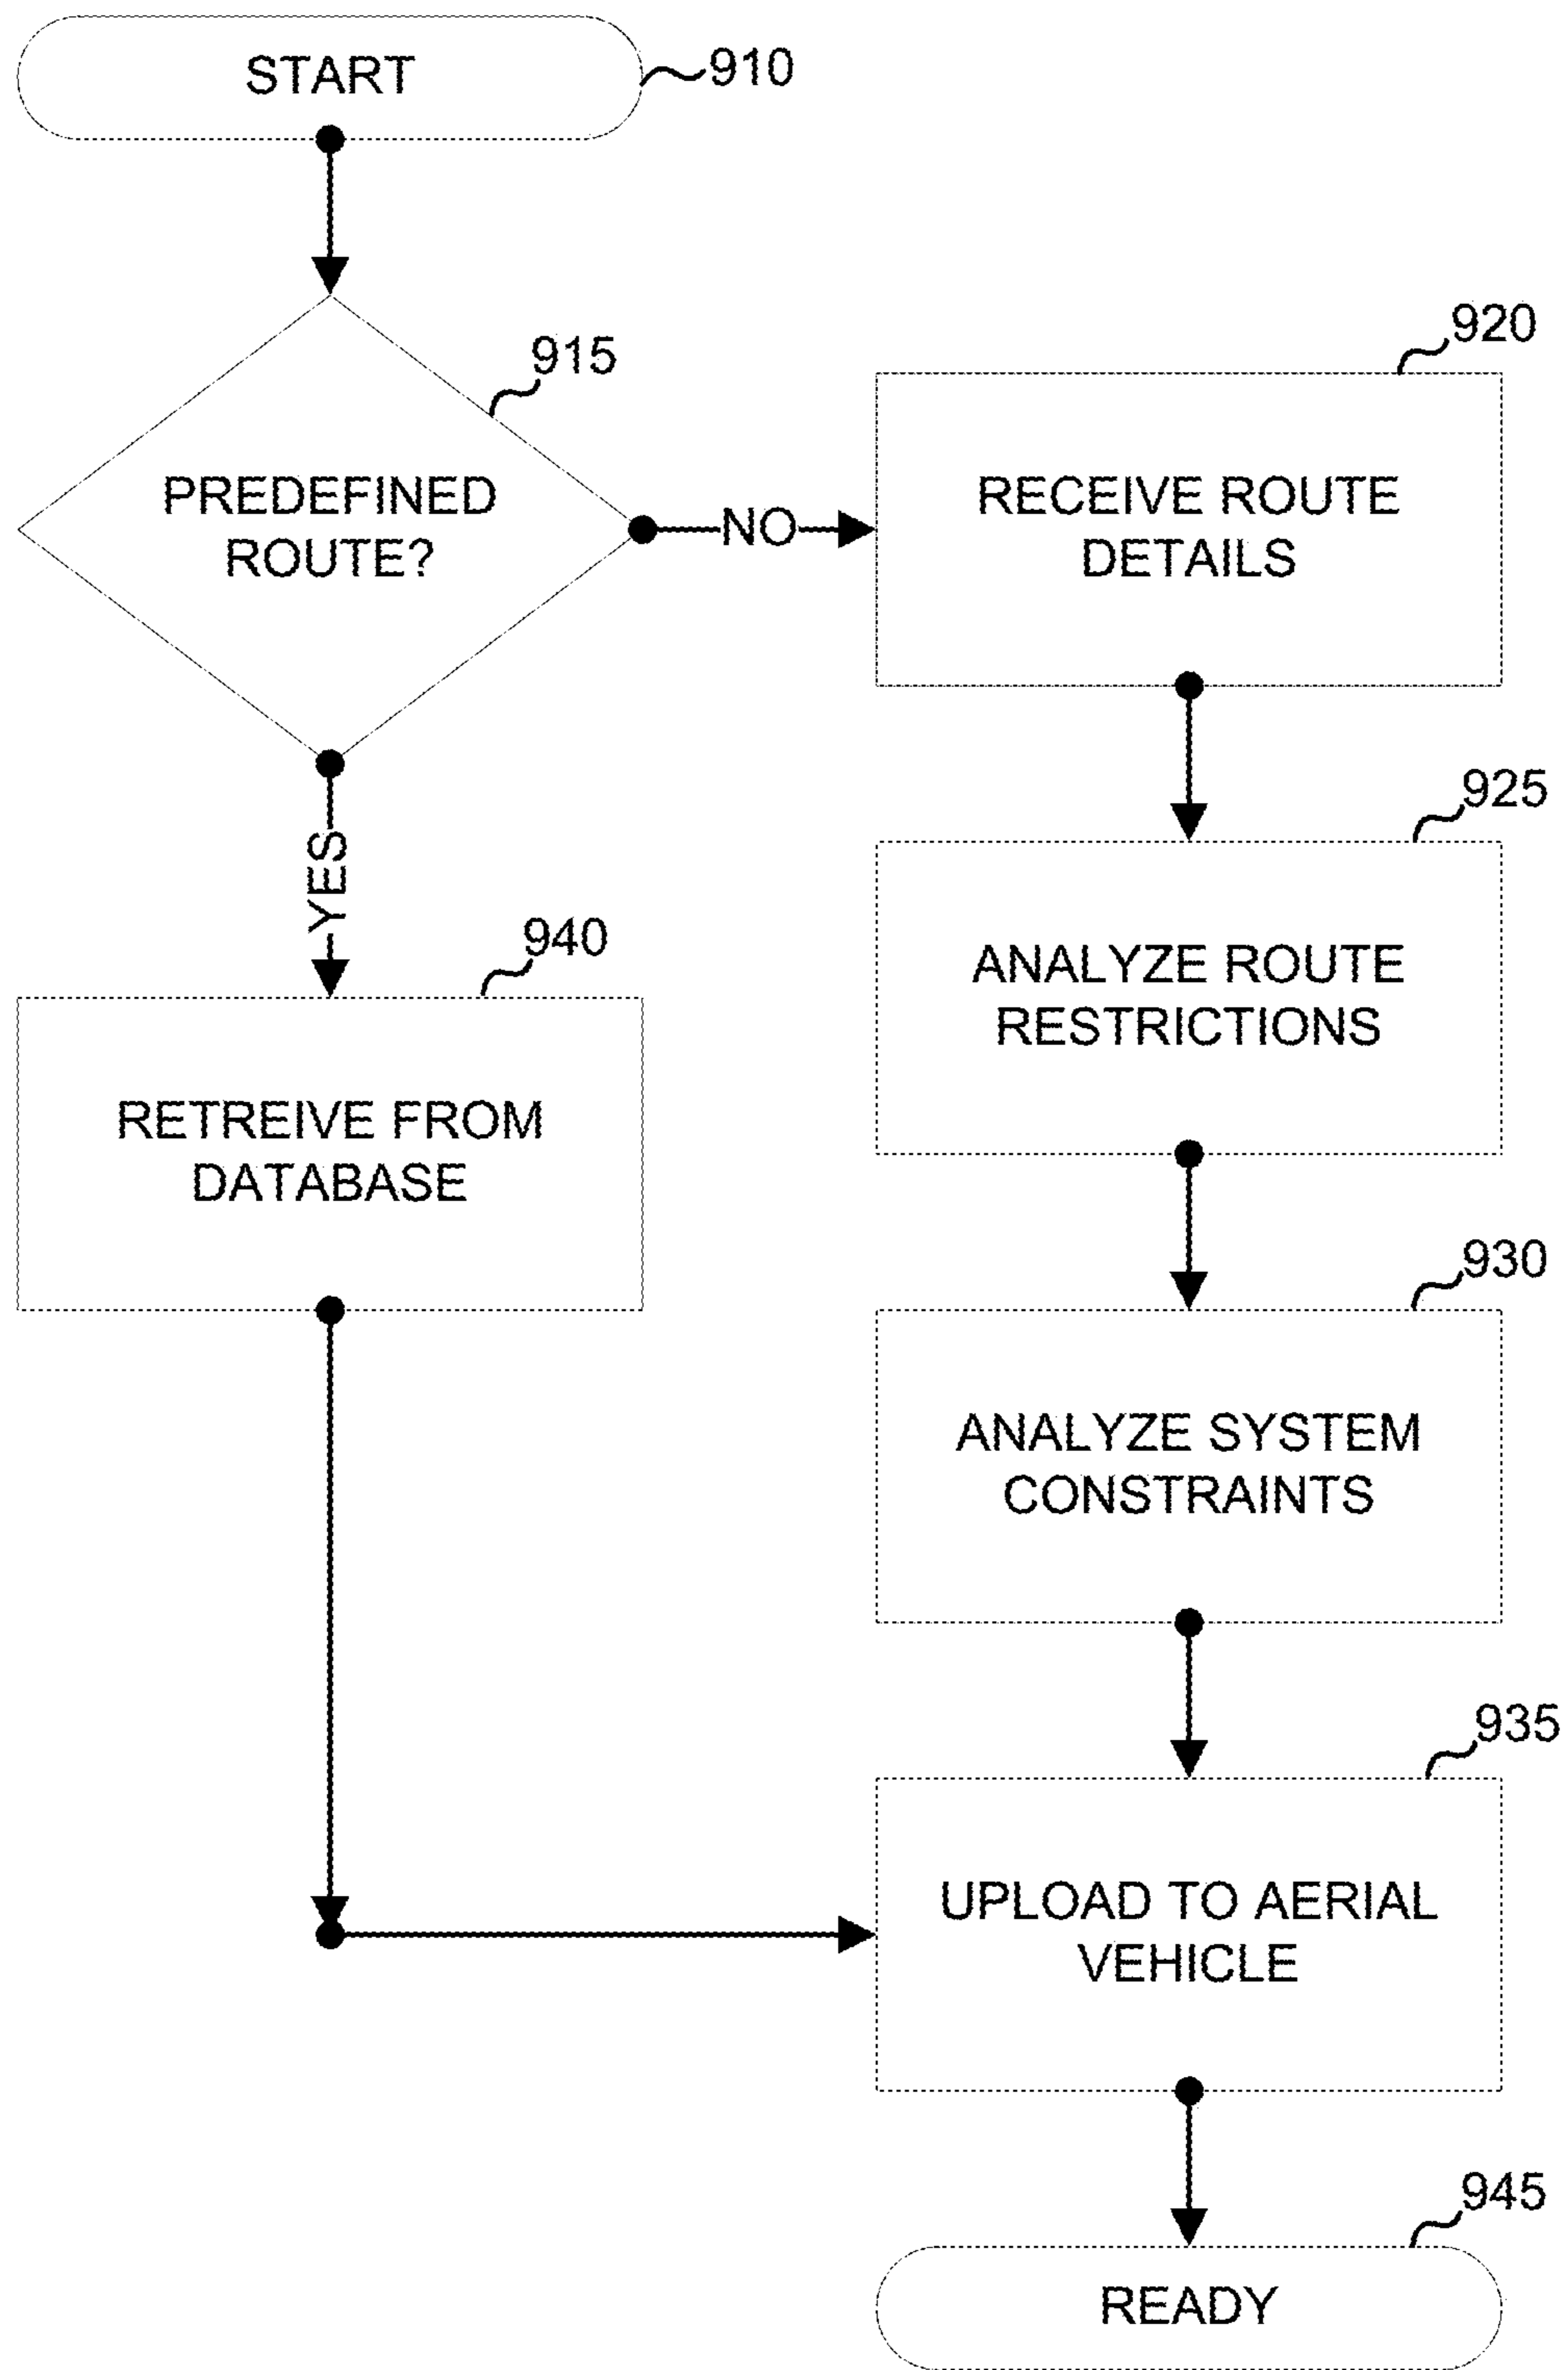 START
910
PREDEFINED
ROUTE?
915
NO
YES
920
RECEIVE ROUTE
DETAILS
925
ANALYZE ROUTE
RESTRICTIONS
940
RETREIVE FROM
DATABASE
930
ANALYZE SYSTEM
CONSTRAINTS
935
UPLOAD TO AERIAL
VEHICLE
945
READY